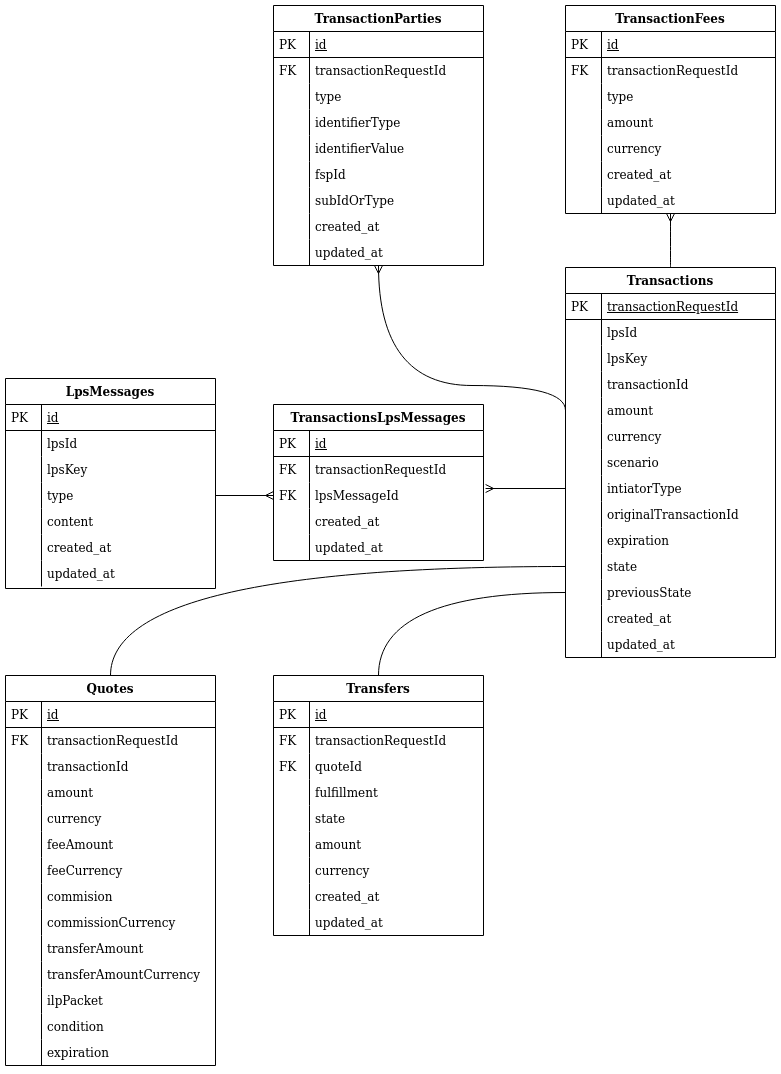 TransactionParties
PK id
FK transactionRequestId
type
identifierType
identifierValue
fspId
subIdOrType
created_at
updated_at
TransactionFees
PK id
FK transactionRequestId
type
amount
currency
created_at
updated_at
Transactions
PK transactionRequestId
lpsId
lpsKey
transactionId
amount
currency
scenario
intiatorType
originalTransactionId
expiration
state
previousState
created_at
updated_at
LpsMessages
PK id
lpsId
lpsKey
type
content
created_at
updated_at
TransactionsLpsMessages
PK id
FK transactionRequestId
FK lpsMessageId
created_at
updated_at
Quotes
PK id
FK transactionRequestId
transactionId
amount
currency
feeAmount
feeCurrency
commision
commissionCurrency
transferAmount
transferAmountCurrency
ilpPacket
condition
expiration
Transfers
PK id
FK transactionRequestId
FK quoteId
fulfillment
state
amount
currency
created_at
updated_at